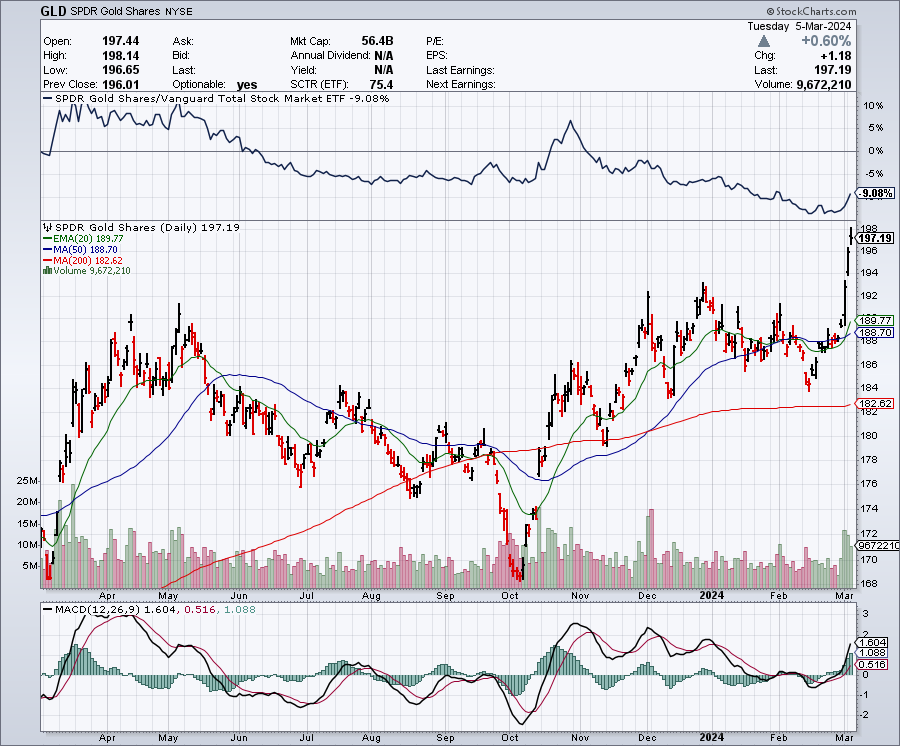 GLD SPDR Gold Shares NYSE © StockCharts.com
Tuesday 5-Mar-2024
Open: 197.44 Ask: Mkt Cap: 56.4B P/E: +0.60%
High: 198.14 Bid: Annual Dividend: N/A EPS: Chg: +1.18
Low: 196.65 Last: Yield: N/A Last Earnings: Last: 197.19
Prev Close: 196.01 Optionable: yes SCTR (ETF): 75.4 Next Earnings: Volume: 9,672,210
SPDR Gold Shares/Vanguard Total Stock Market ETF -9.08%
10%
5%
0%
-5%
-9.08%
SPDR Gold Shares (Daily) 197.19
EMA(20) 189.77
MA(50) 188.70
MA(200) 182.62
Volume 9,672,210
198
197.19
196
194
192
189.77
188.70
188
186
184
182.62
182
180
178
176
174
172
9672210
170
168
25M
20M
15M
10M
5M
Apr May Jun Jul Aug Sep Oct Nov Dec 2024 Feb Mar
MACD(12,26,9) 1.604, 0.516, 1.088
3
2
1.604
1.088
0.516
0
-1
-2
Apr May Jun Jul Aug Sep Oct Nov Dec 2024 Feb Mar